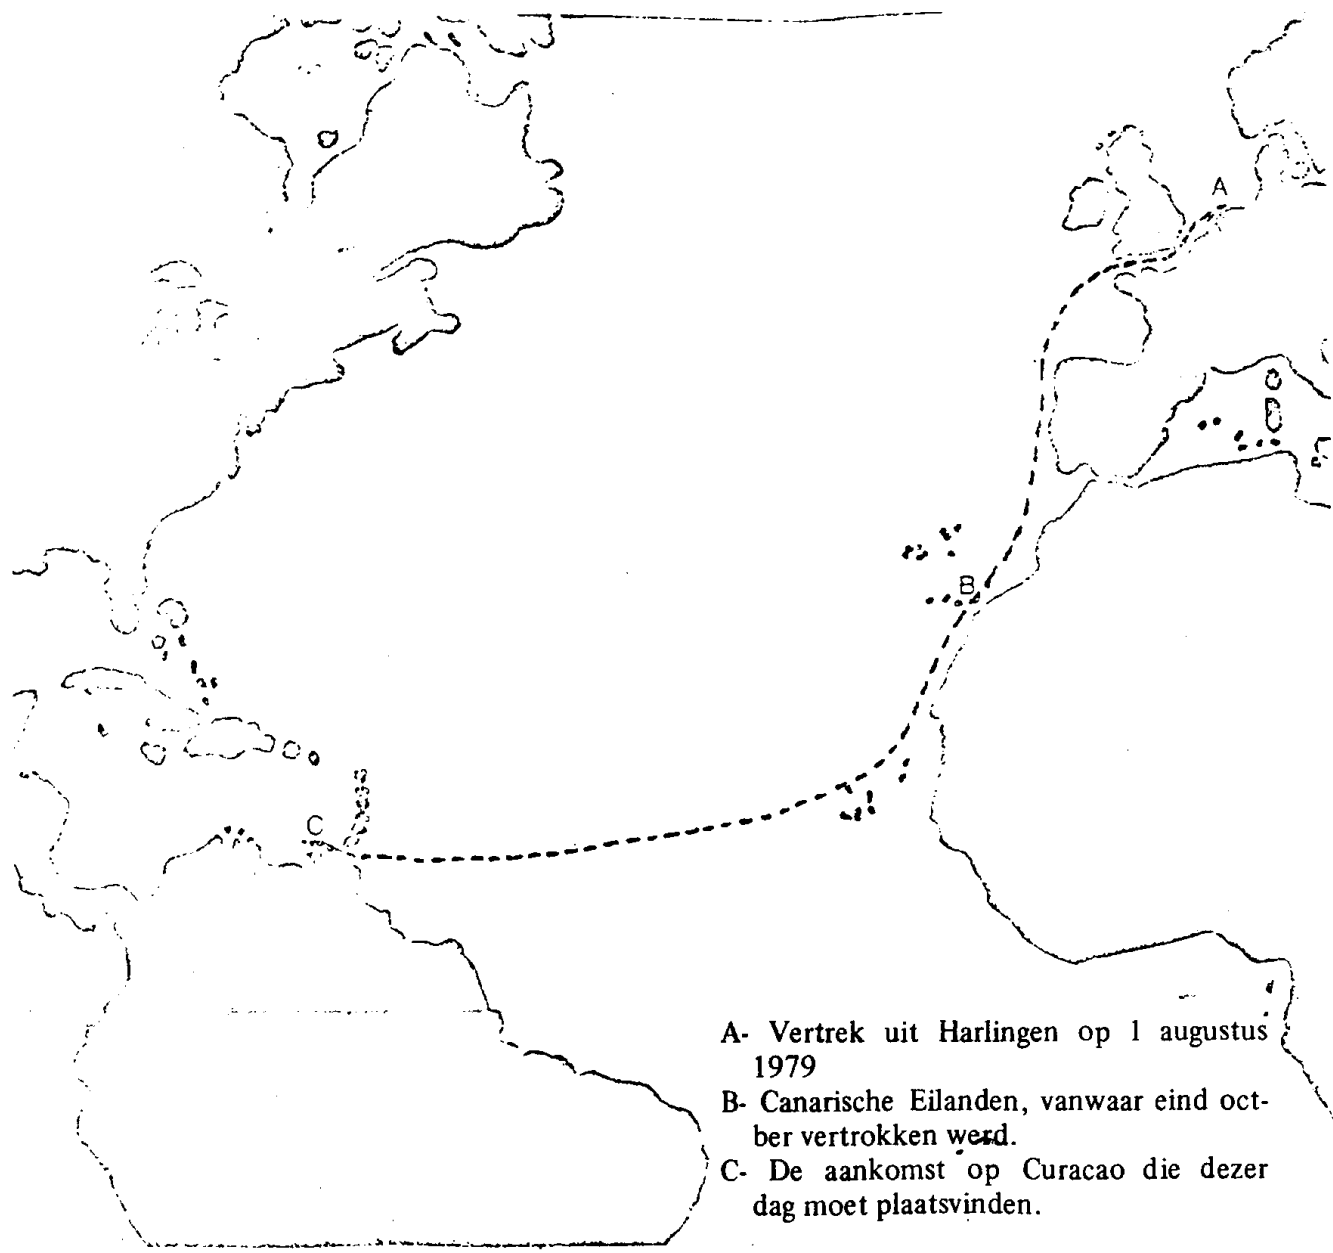 A
B
C
A- Vertrek uit Harlingen op 1 augustus
1979
B- Canarische Eilanden, vanwaar eind oct-
ber vertrokken werd.
C- De aankomst op Curacao die dezer
dag moet plaatsvinden.